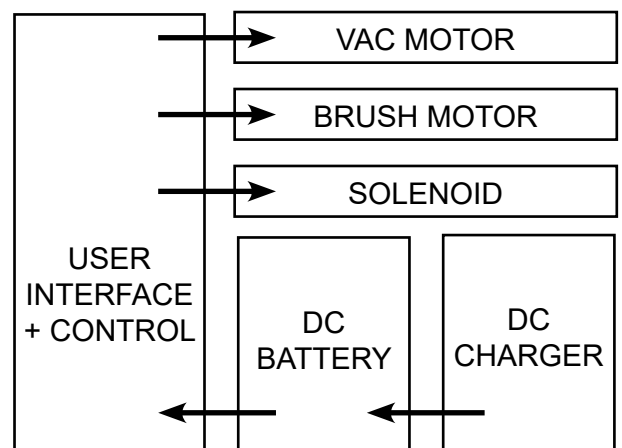 VAC MOTOR
BRUSH MOTOR
SOLENOID
USER
INTERFACE
+ CONTROL
DC
BATTERY
DC
CHARGER